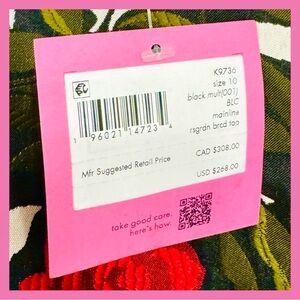 K9736
size 10
black mult(001)
BLC
mainline
rsgrdn brcd top
1 96021 14723 4
Mfr Suggested Retail Price
CAD $308.00
USD $268.00
take good care.
here's how.